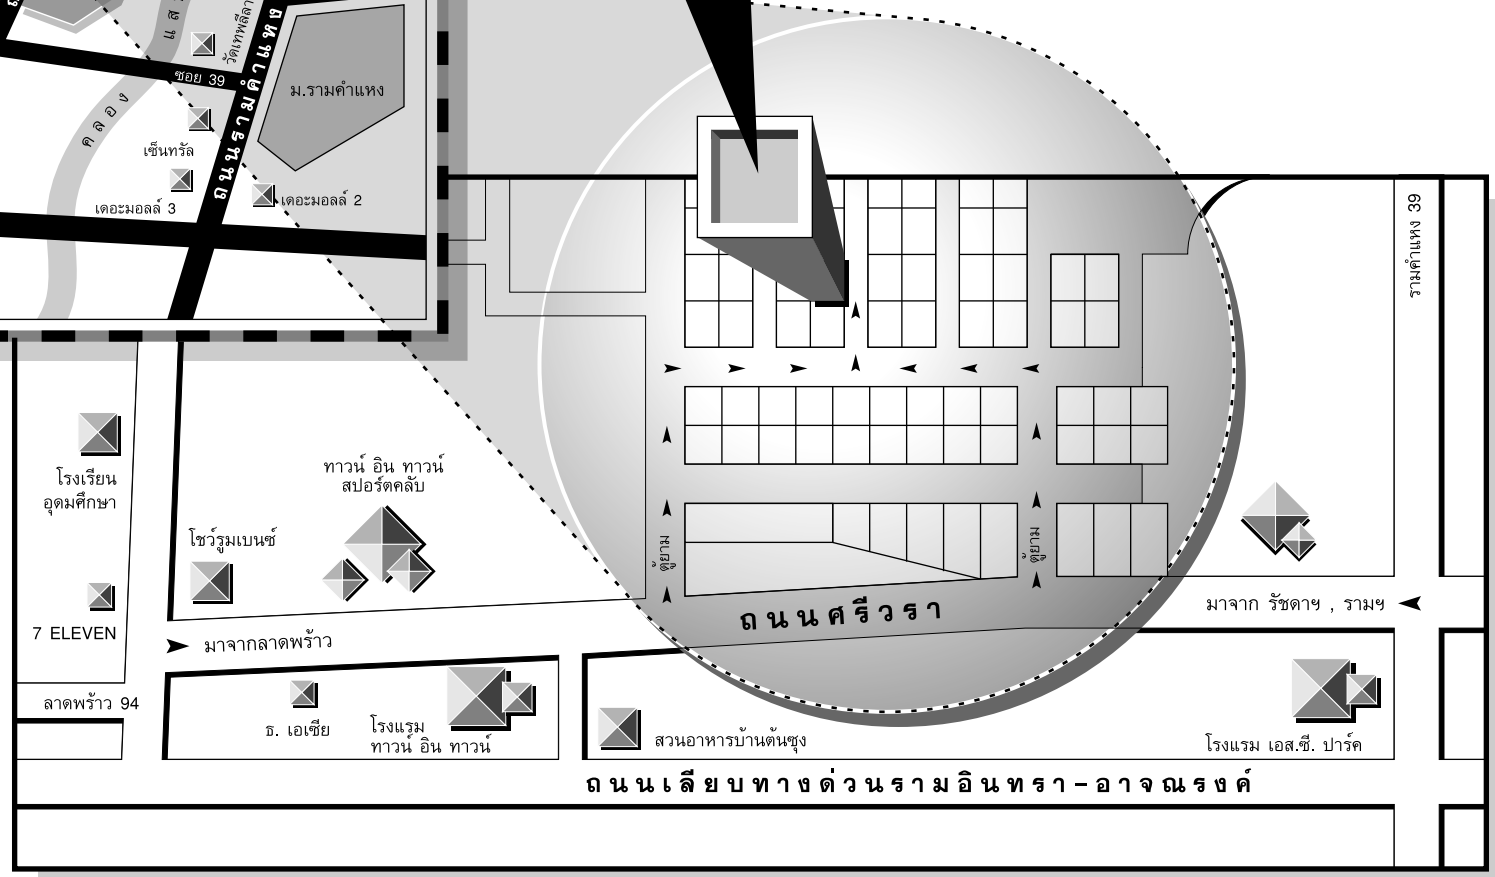 แส
วัดเทพลีลา
ซอย 39
ถนนรามคำแหง
ม.รามคำแหง
คลอง
เซ็นทรัล
เดอะมอลล์ 3
เดอะมอลล์ 2
รามคำแหง 39
โรงเรียน
อุดมศึกษา
ทาวน์ อิน ทาวน์
สปอร์ตคลับ
โชว์รูมเบนซ์
ตู้ยาม
ตู้ยาม
7 ELEVEN
มาจากลาดพร้าว
ถนนศรีวรา
มาจาก รัชดาฯ , รามฯ
ลาดพร้าว 94
ธ. เอเซีย
โรงแรม
ทาวน์ อิน ทาวน์
สวนอาหารบ้านต้นซุง
โรงแรม เอส.ซี. ปาร์ค
ถนนเลียบทางด่วนรามอินทรา-อาจณรงค์